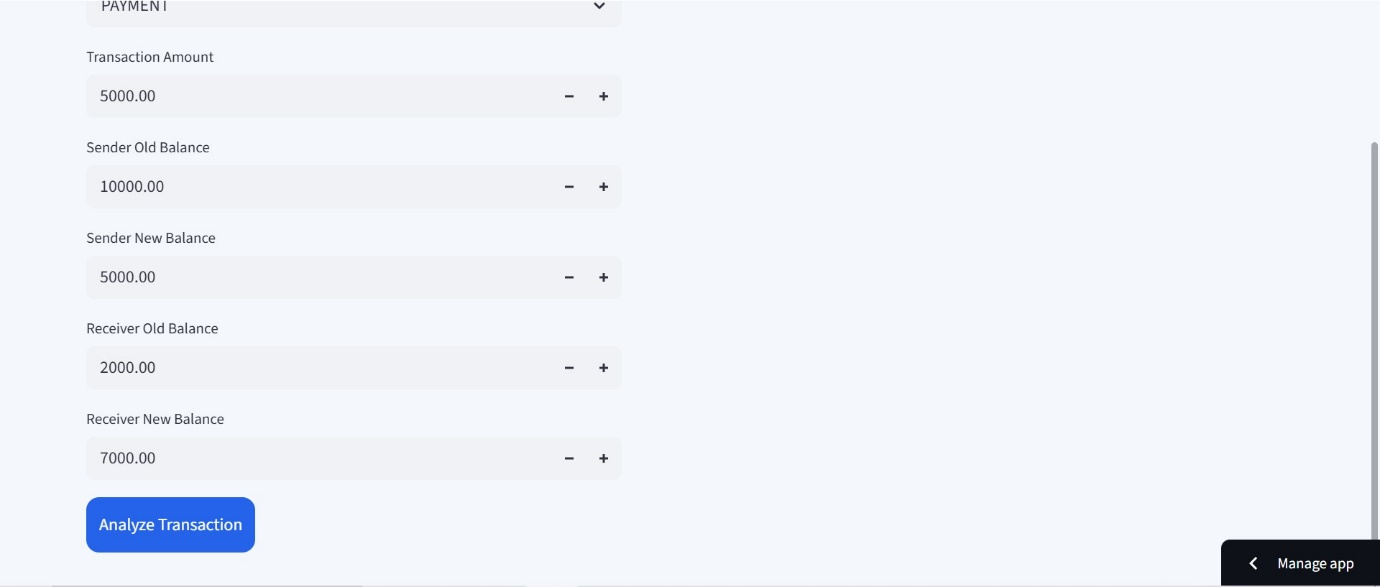 PAYMENT
Transaction Amount
5000.00
Sender Old Balance
10000.00
Sender New Balance
5000.00
Receiver Old Balance
2000.00
Receiver New Balance
7000.00
Analyze Transaction
Manage app